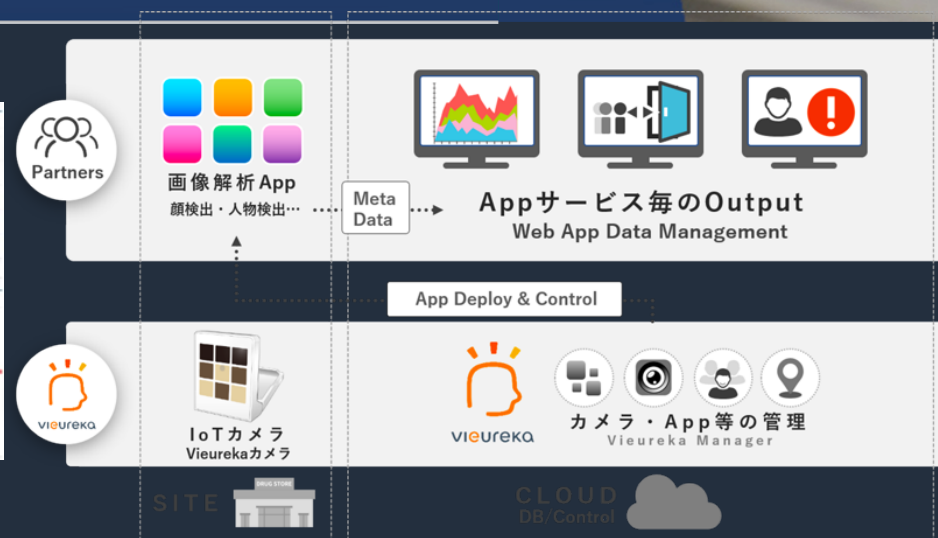 Partners
画像解析App
顔検出・人物検出…
Meta
Data
Appサービス毎のOutput
Web App Data Management
App Deploy & Control
vieureka
IoTカメラ
Vieurekaカメラ
vieureka
カメラ・App等の管理
Vieureka Manager
SITE
DRUG STORE
CLOUD
DB/Control